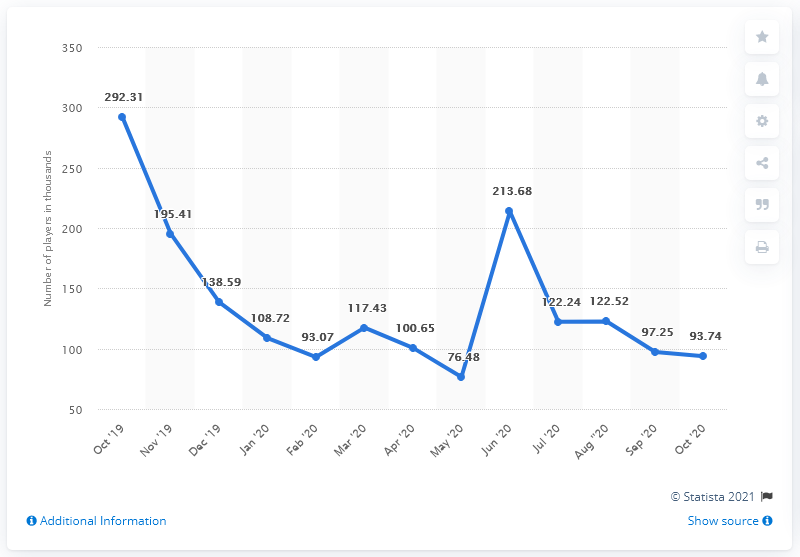 350
300
250
200
150
100
50
Number of players in thousands
292.31
195.41
138.59
108.72
93.07
117.43
100.65
76.48
213.68
122.24
122.52
97.25
93.74
Oct '19
Nov '19
Dec '19
Jan '20
Feb '20
Mar '20
Apr '20
May '20
Jun '20
Jul '20
Aug "20
Sep '20
Oct '20
© Statista 2021
Additional Information
Show source